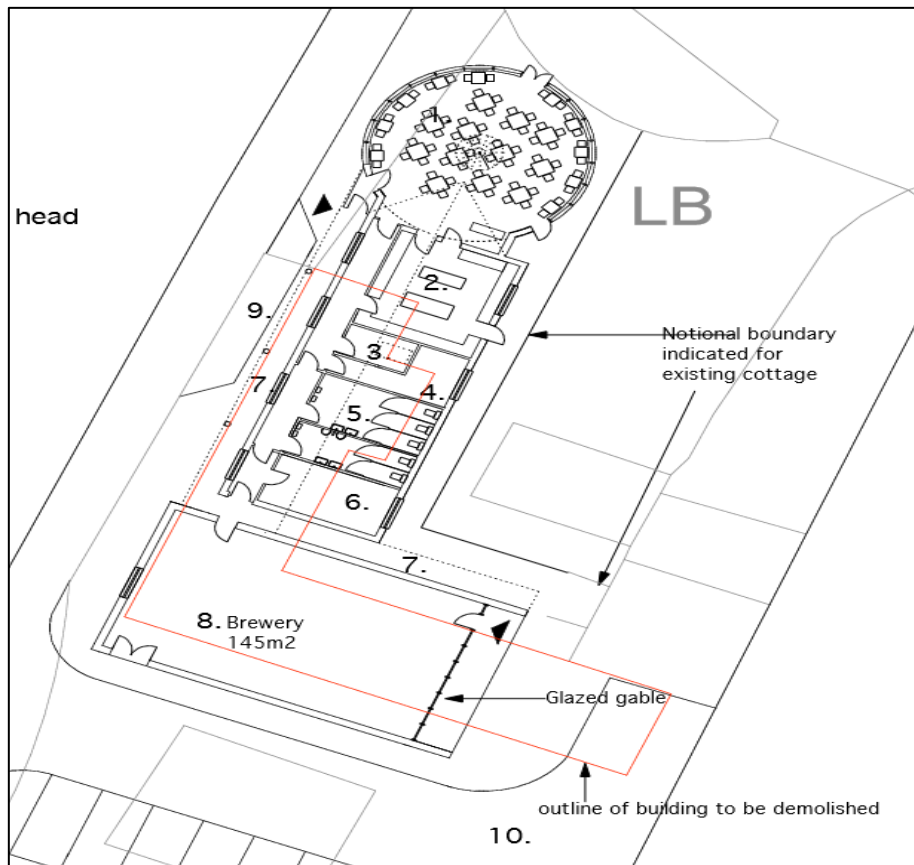 1.
LB
head
2.
9.
Notional boundary
indicated for
existing cottage
3.
7.
4.
5.
6.
7.
8. Brewery
145m2
Glazed gable
outline of building to be demolished
10.